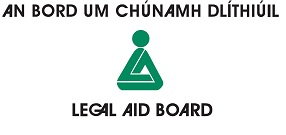 AN BORD UM CHÚNAMH DLÍTHIÚIL
LEGAL AID BOARD